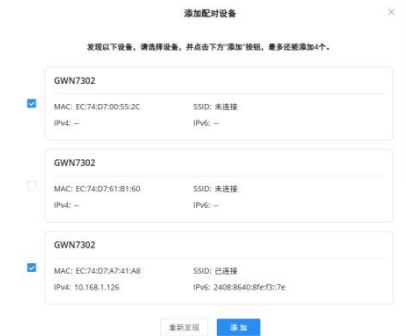 添加配对设备
发现以下设备，请选择设备，并点击下方"添加"按钮，最多还能添加4个。
GWN7302
MAC: EC:74:D7:00:55:2C SSID: 未连接
IPv4: -- IPv6: --
GWN7302
MAC: EC:74:D7:61:B1:60 SSID: 未连接
IPv4: -- IPv6: --
GWN7302
MAC: EC:74:D7:A7:41:A8 SSID: 已连接
IPv4: 10.168.1.126 IPv6: 2408:8640:8fe:f3::7e
重新发现 添加